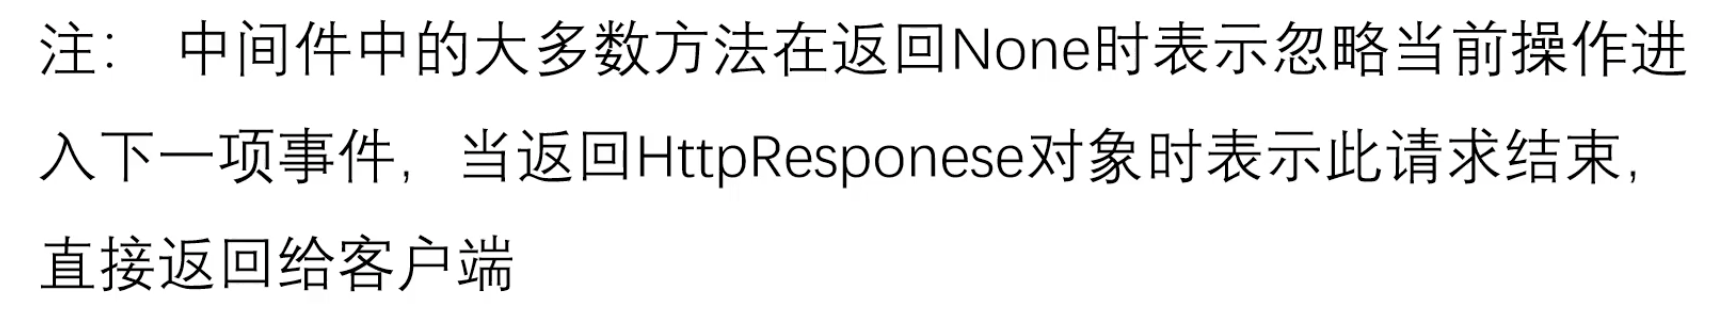 注： 中间件中的大多数方法在返回None时表示忽略当前操作进
入下一项事件，当返回HttpResponese对象时表示此请求结束，
直接返回给客户端